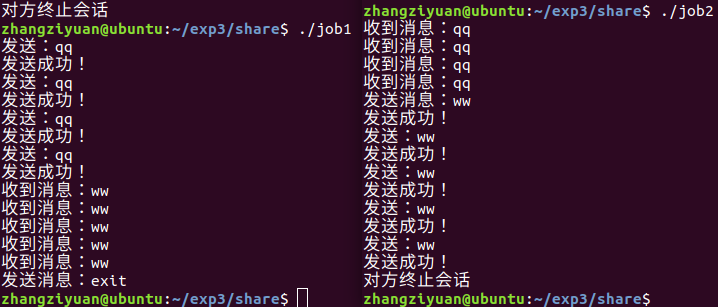 对方终止会话
zhangziyuan@ubuntu:~/exp3/share$ ./job1
发送：qq
发送成功！
发送：qq
发送成功！
发送：qq
发送成功！
发送：qq
发送成功！
收到消息：ww
收到消息：ww
收到消息：ww
收到消息：ww
收到消息：ww
发送消息：exit
zhangziyuan@ubuntu:~/exp3/share$
zhangziyuan@ubuntu:~/exp3/share$ ./job2
收到消息：qq
收到消息：qq
收到消息：qq
收到消息：qq
发送消息：ww
发送成功！
发送：ww
发送成功！
发送：ww
发送成功！
发送：ww
发送成功！
发送：ww
发送成功！
对方终止会话
zhangziyuan@ubuntu:~/exp3/share$